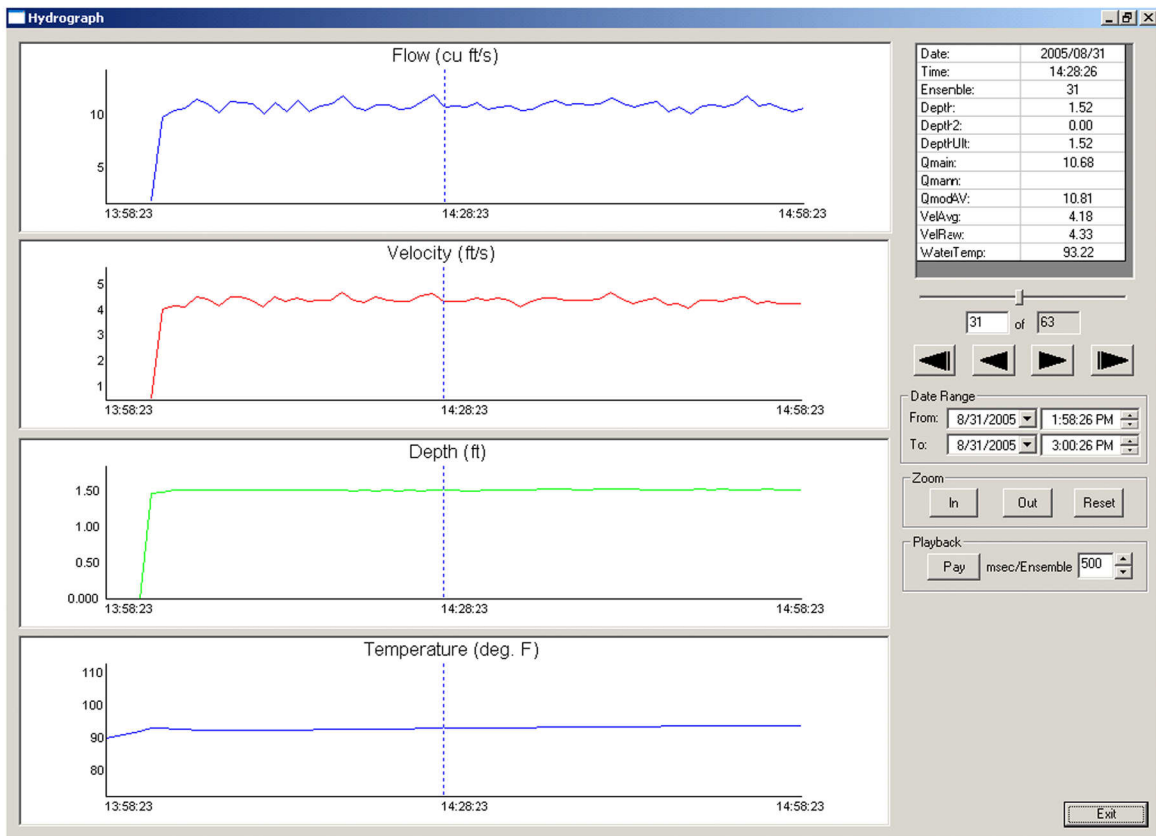 Hydrograph
Flow (cu ft/s)
10
5
13:58:23 14:28:23 14:58:23
Velocity (ft/s)
5
4
3
2
1
13:58:23 14:28:23 14:58:23
Depth (ft)
1.50
1.00
0.50
0.000
13:58:23 14:28:23 14:58:23
Temperature (deg. F)
110
100
90
80
13:58:23 14:28:23 14:58:23
Date: 2005/08/31
Time: 14:28:26
Ensemble: 31
Depth: 1.52
Depth2: 0.00
DepthUlt: 1.52
Qmain: 10.68
Qmann:
QmodAV: 10.81
VelAvg: 4.18
VelRaw: 4.33
WaterTemp: 93.22
31 of 63
Date Range
From: 8/31/2005 1:58:26 PM
To: 8/31/2005 3:00:26 PM
Zoom
In Out Reset
Playback
Pay msec/Ensemble 500
Exit